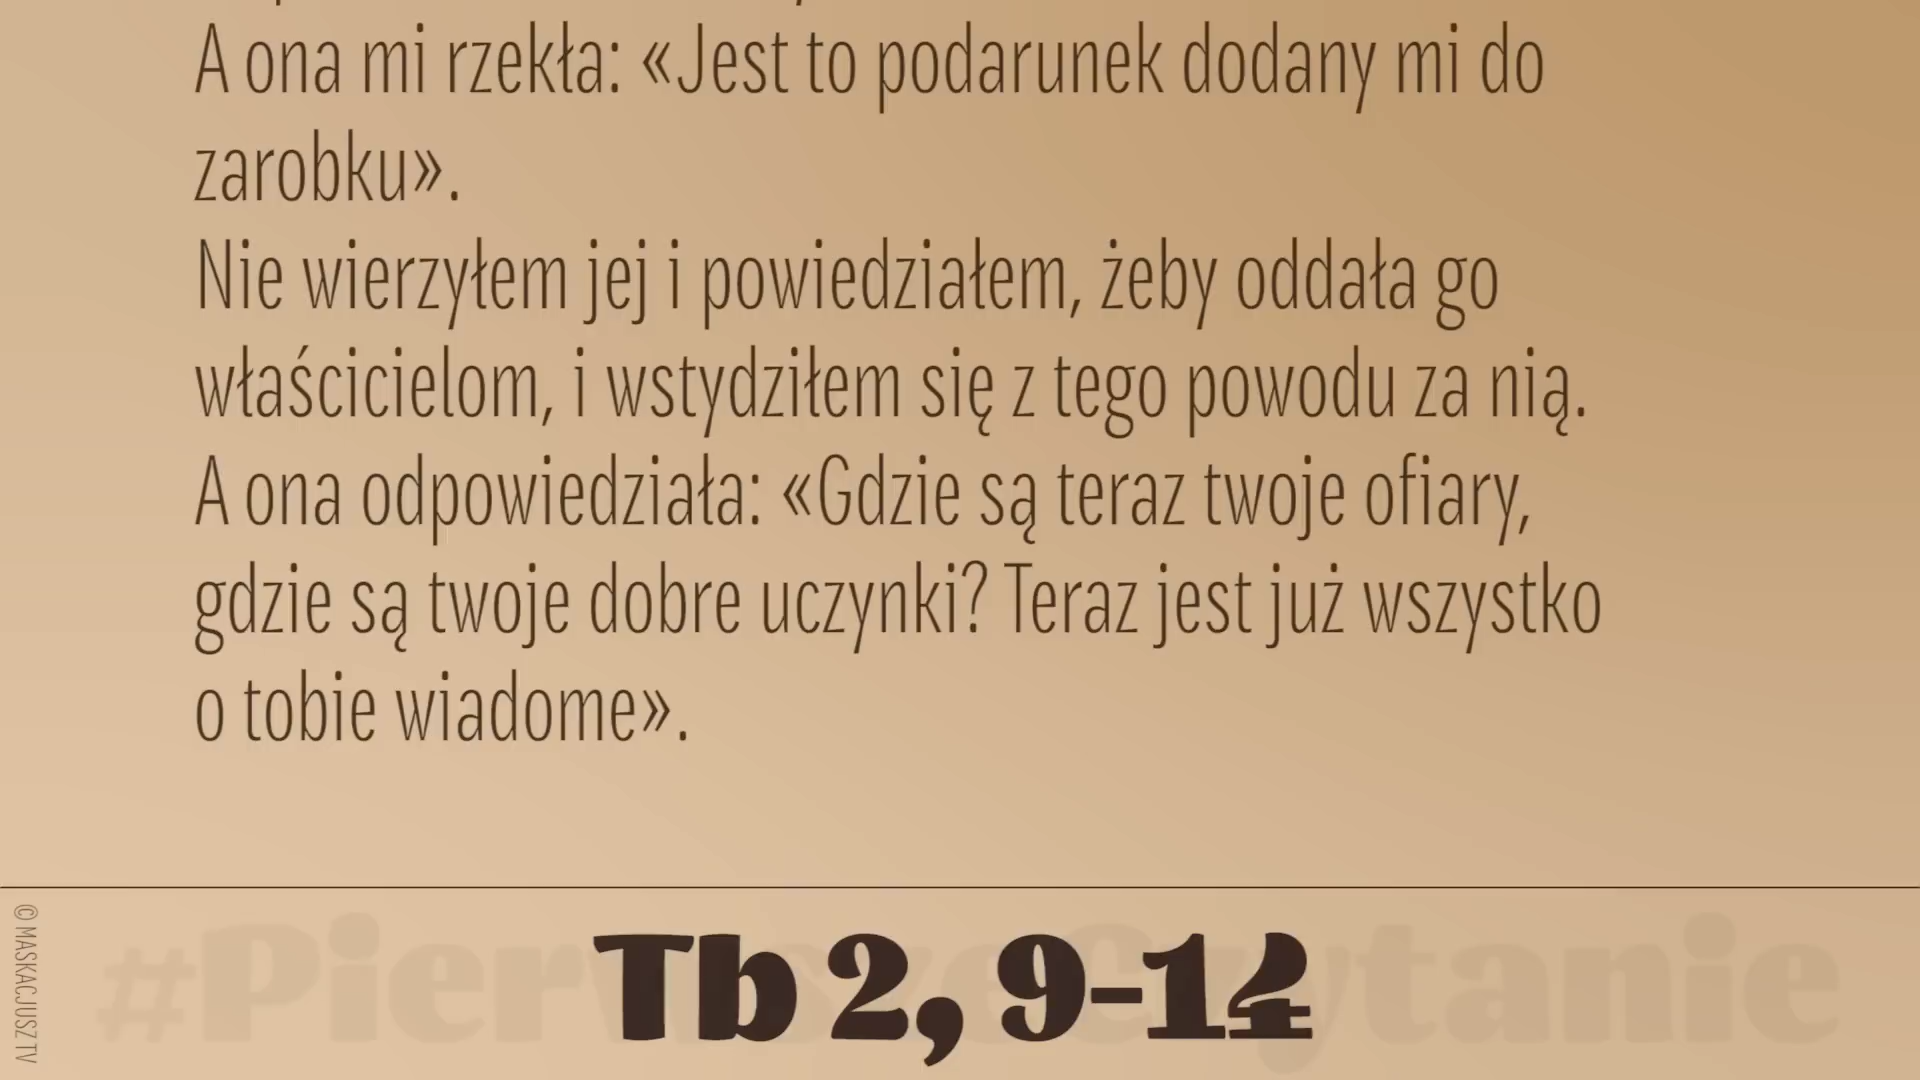 A ona mi rzekła: «Jest to podarunek dodany mi do
zarobku».
Nie wierzyłem jej i powiedziałem, żeby oddała go
właścicielom, i wstydziłem się z tego powodu za nią.
A ona odpowiedziała: «Gdzie są teraz twoje ofiary,
gdzie są twoje dobre uczynki? Teraz jest już wszystko
o tobie wiadome».
#PierwszeCzytanie
Tb 2, 9-14
© MASKACJUSZ TV